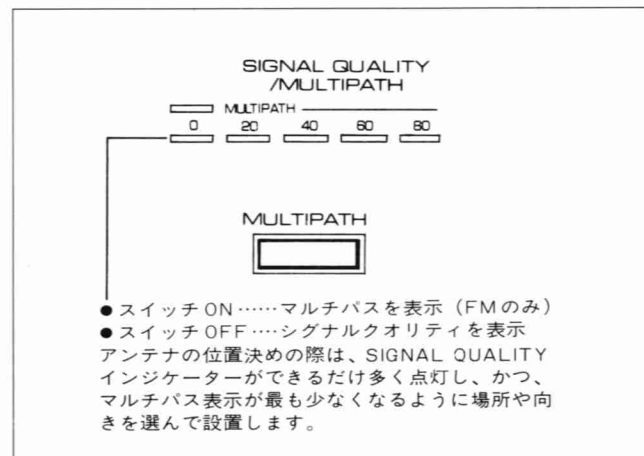 SIGNAL QUALITY
/MULTIPATH
MULTIPATH
0 20 40 60 80
MULTIPATH
●スイッチON……マルチパスを表示（FMのみ）
●スイッチOFF‥‥シグナルクオリティを表示
アンテナの位置決めの際は、SIGNAL QUALITY
インジケーターができるだけ多く点灯し、かつ、
マルチパス表示が最も少なくなるように場所や向
きを選んで設置します。